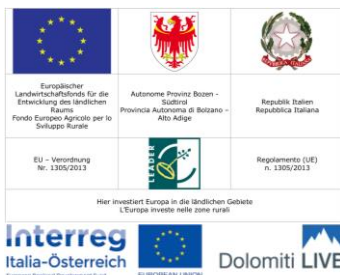 Europäischer
Landwirtschaftsfonds für die
Entwicklung des ländlichen
Raums
Fondo Europeo Agricolo per lo
Sviluppo Rurale
Autonome Provinz Bozen -
Südtirol
Provincia Autonoma di Bolzano –
Alto Adige
Republik Italien
Repubblica Italiana
EU – Verordnung
Nr. 1305/2013
LEADER
Regolamento (UE)
n. 1305/2013
Hier investiert Europa in die ländlichen Gebiete
L'Europa investe nelle zone rurali
Interreg
Italia-Österreich
EUROPEAN UNION
Dolomiti LIVE